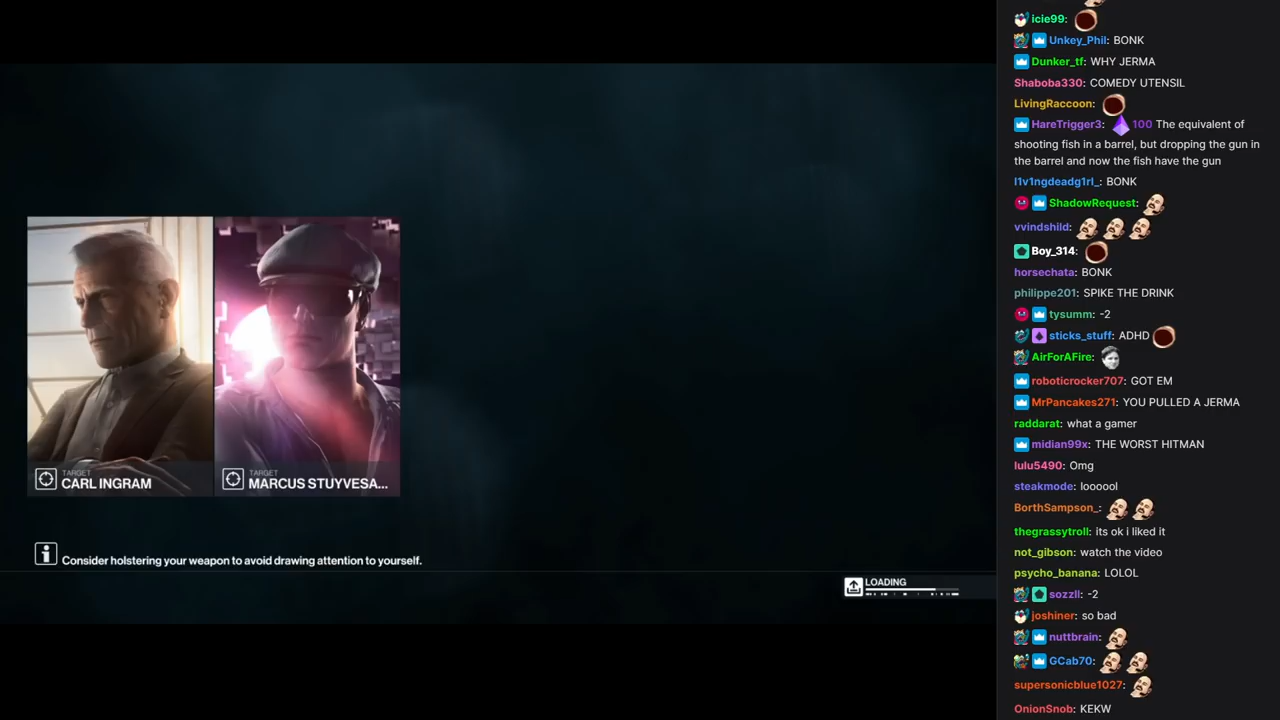 TARGET
CARL INGRAM
TARGET
MARCUS STUYVESA...
Consider holstering your weapon to avoid drawing attention to yourself.
LOADING
icie99:
Unkey_Phil: BONK
Dunker_tf: WHY JERMA
Shaboba330: COMEDY UTENSIL
LivingRaccoon:
HareTrigger3: 100 The equivalent of
shooting fish in a barrel, but dropping the gun in
the barrel and now the fish have the gun
l1v1ngdeadg1rl_: BONK
ShadowRequest:
vvindshild:
Boy_314:
horsechata: BONK
philippe201: SPIKE THE DRINK
tysumm: -2
sticks_stuff: ADHD
AirForAFire:
roboticrocker707: GOT EM
MrPancakes271: YOU PULLED A JERMA
raddarat: what a gamer
midian99x: THE WORST HITMAN
lulu5490: Omg
steakmode: loooool
BorthSampson_:
thegrassytroll: its ok i liked it
not_gibson: watch the video
psycho_banana: LOLOL
sozzll: -2
joshiner: so bad
nuttbrain:
GCab70:
supersonicblue1027:
OnionSnob: KEKW